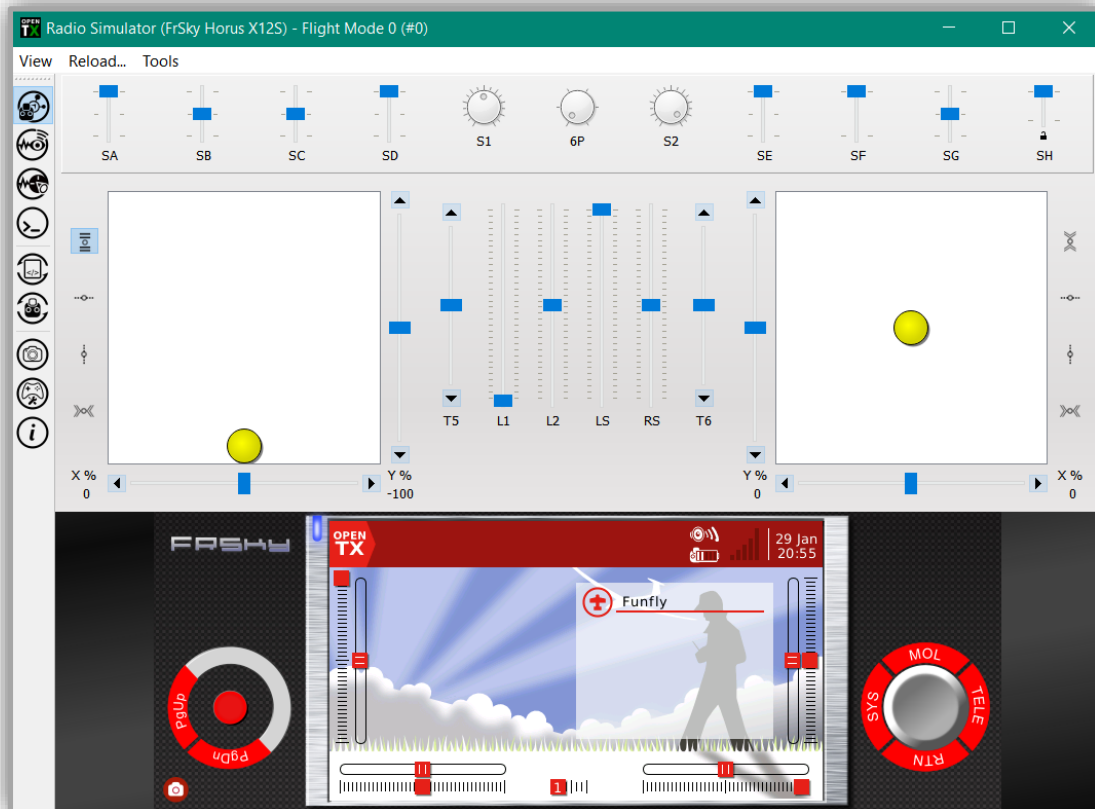 OPEN TX Radio Simulator (FrSky Horus X12S) - Flight Mode 0 (#0)
View Reload... Tools
SA SB SC SD S1 6P S2 SE SF SG SH
T5 L1 L2 LS RS T6
X % Y % Y % X %
0 -100 0 0
FRSKY
OPEN TX
29 Jan
20:55
Funfly
PgUp
PgDn
1
MDL
SYS
TELE
RTN